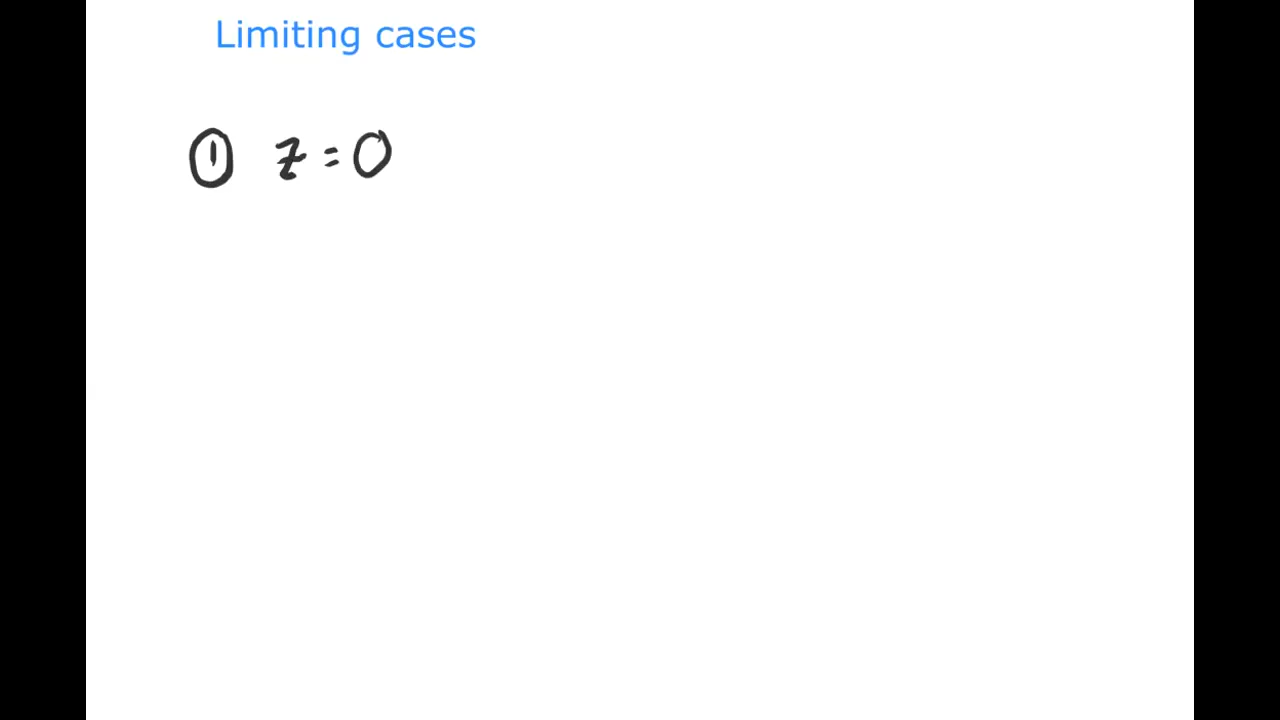 Limiting cases
① z = 0